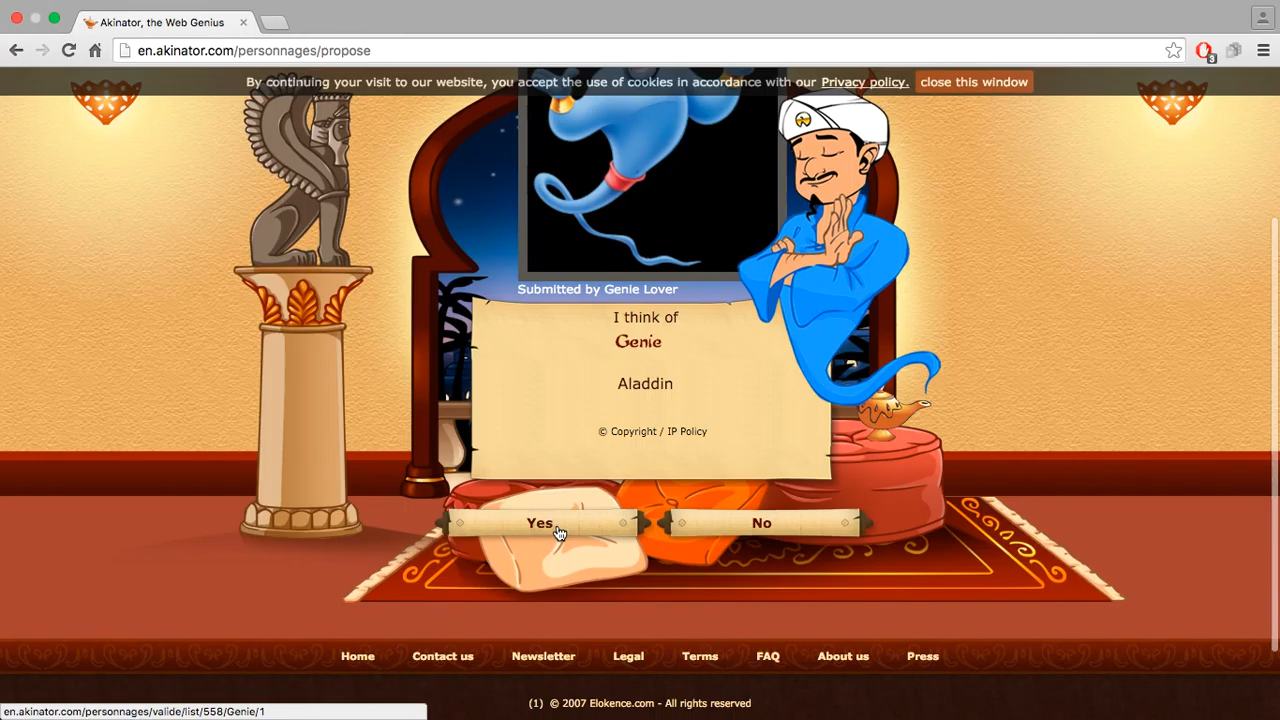 Akinator, the Web Genius
en.akinator.com/personnages/propose
3
By continuing your visit to our website, you accept the use of cookies in accordance with our Privacy policy. close this window
Submitted by Genie Lover
I think of
Genie
Aladdin
© Copyright / IP Policy
Yes
No
Home Contact us Newsletter Legal Terms FAQ About us Press
(1) © 2007 Elokence.com - All rights reserved
en.akinator.com/personnages/valide/list/558/Genie/1